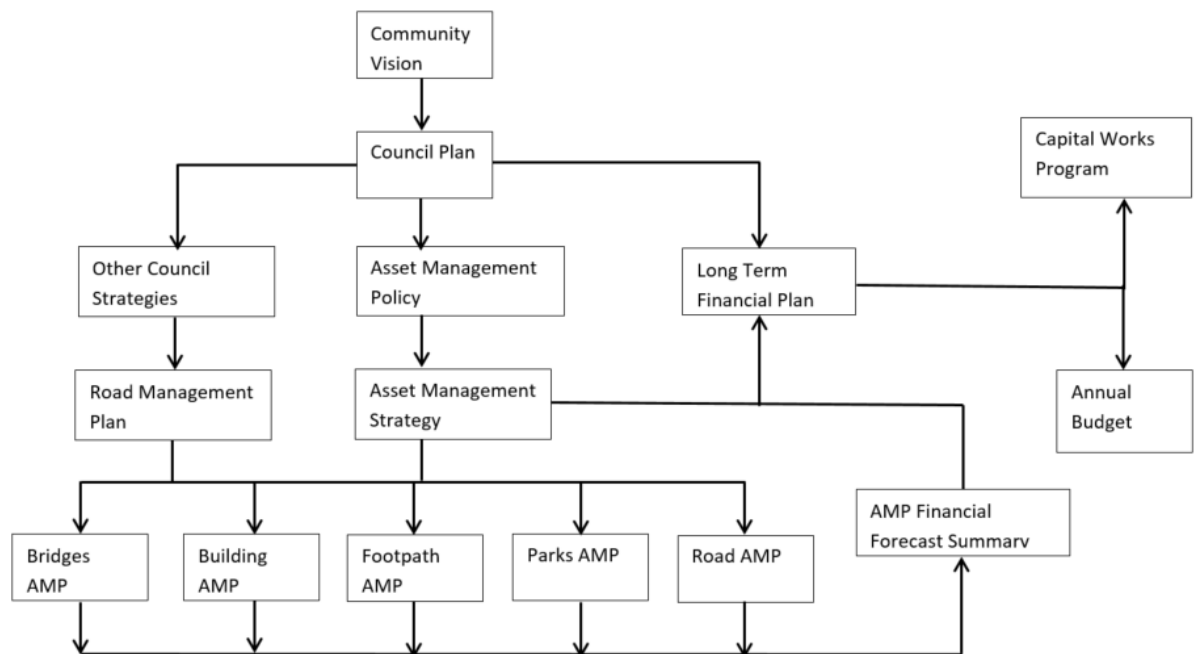 Community
Vision
Council Plan
Capital Works
Program
Other Council
Strategies
Asset Management
Policy
Long Term
Financial Plan
Road Management
Plan
Asset Management
Strategy
Annual
Budget
Bridges
AMP
Building
AMP
Footpath
AMP
Parks AMP
Road AMP
AMP Financial
Forecast Summary